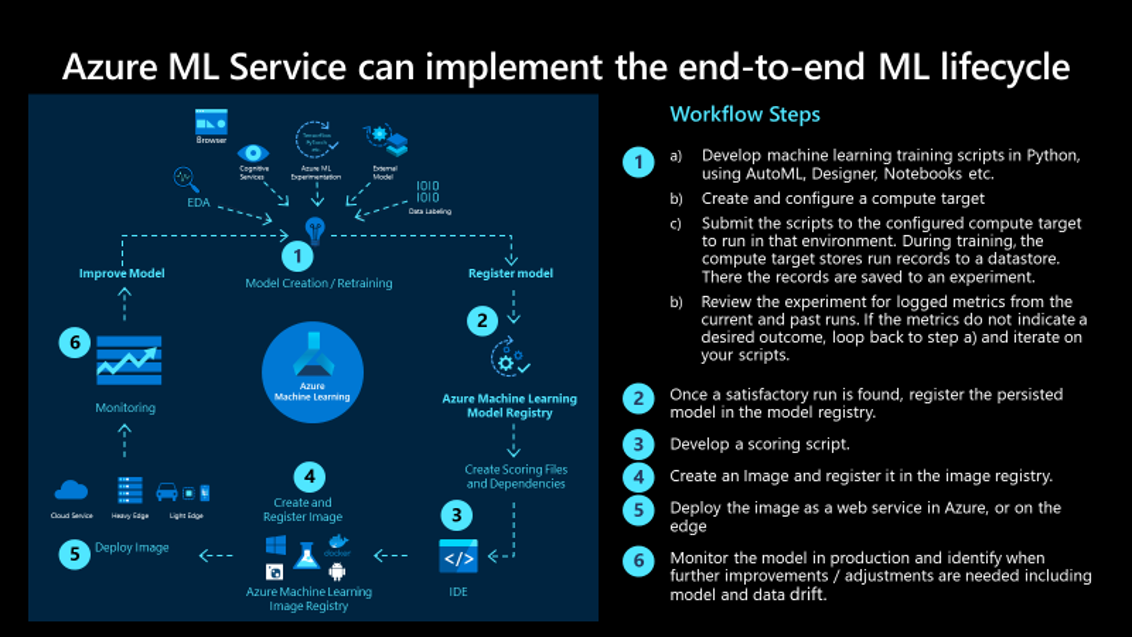 Azure ML Service can implement the end-to-end ML lifecycle
Browser
Cognitive
Services
Tensorflow,
PyTorch
etc.
Azure ML
Experimentation
External
Model
EDA
IOIO
OIOI
Data Labeling
1
Model Creation / Retraining
Improve Model
Register model
2
6
Azure
Machine Learning
Monitoring
Azure Machine Learning
Model Registry
Create Scoring Files
and Dependencies
4
Create and
Register Image
3
Cloud Service
Heavy Edge
Light Edge
5
Deploy Image
docker
</>
Azure Machine Learning
Image Registry
IDE
Workflow Steps
1
a) Develop machine learning training scripts in Python,
using AutoML, Designer, Notebooks etc.
b) Create and configure a compute target
c) Submit the scripts to the configured compute target
to run in that environment. During training, the
compute target stores run records to a datastore.
There the records are saved to an experiment.
b) Review the experiment for logged metrics from the
current and past runs. If the metrics do not indicate a
desired outcome, loop back to step a) and iterate on
your scripts.
2 Once a satisfactory run is found, register the persisted
model in the model registry.
3 Develop a scoring script.
4 Create an Image and register it in the image registry.
5 Deploy the image as a web service in Azure, or on the
edge
6 Monitor the model in production and identify when
further improvements / adjustments are needed including
model and data drift.